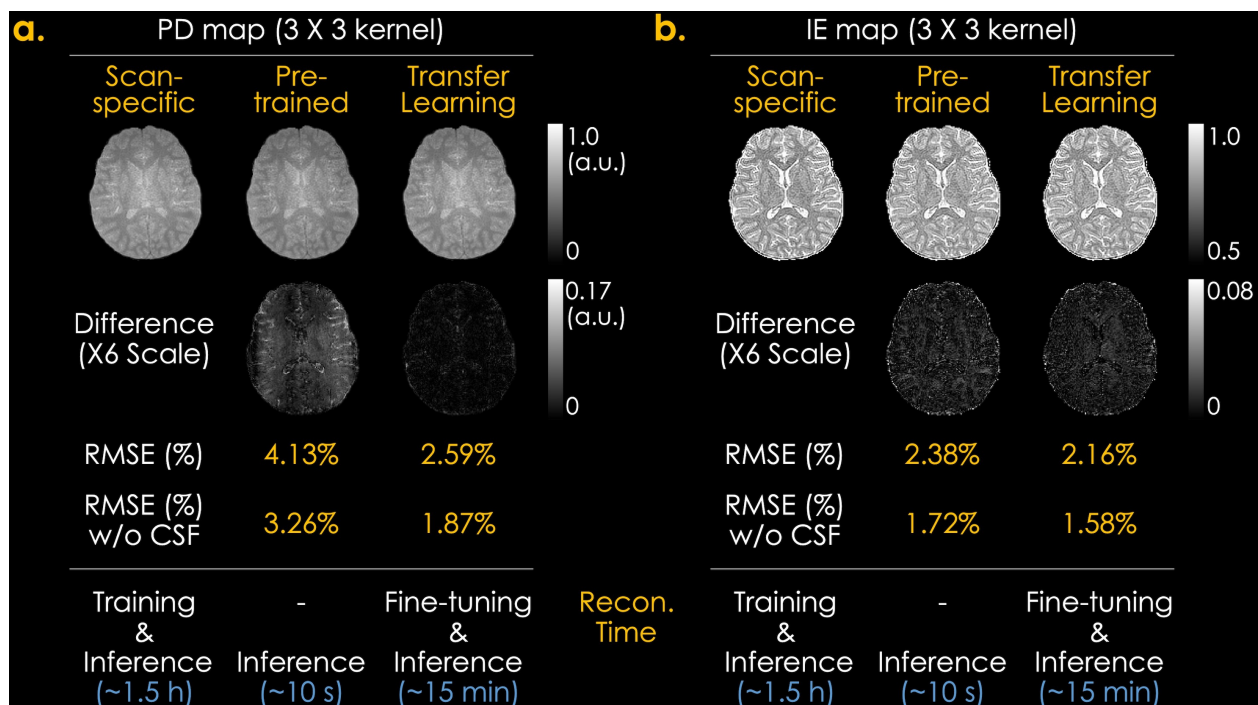 a.
PD map (3 X 3 kernel)
Scan-
specific
Pre-
trained
Transfer
Learning
1.0
(a.u.)
0
Difference
(X6 Scale)
0.17
(a.u.)
0
RMSE (%)
4.13%
2.59%
RMSE (%)
w/o CSF
3.26%
1.87%
Training
&
Inference
(~1.5 h)
-
Inference
(~10 s)
Fine-tuning
&
Inference
(~15 min)
Recon.
Time
b.
IE map (3 X 3 kernel)
Scan-
specific
Pre-
trained
Transfer
Learning
1.0
0.5
Difference
(X6 Scale)
0.08
0
RMSE (%)
2.38%
2.16%
RMSE (%)
w/o CSF
1.72%
1.58%
Training
&
Inference
(~1.5 h)
-
Inference
(~10 s)
Fine-tuning
&
Inference
(~15 min)